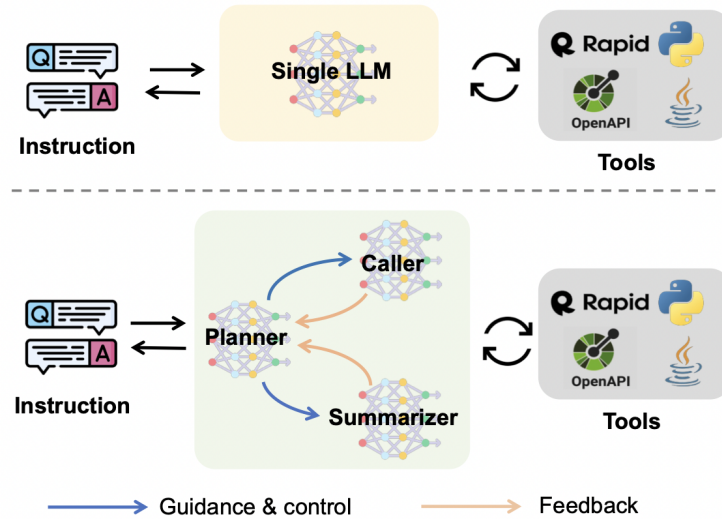 Q
A
Instruction
Single LLM
Rapid
OPENAPI
Tools
Q
A
Instruction
Planner
Caller
Summarizer
Rapid
OPENAPI
Tools
Guidance & control
Feedback